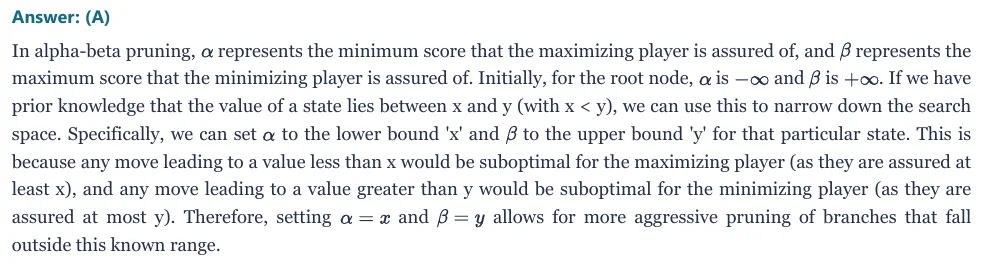 Answer: (A)
In alpha-beta pruning, α represents the minimum score that the maximizing player is assured of, and β represents the
maximum score that the minimizing player is assured of. Initially, for the root node, α is −∞ and β is +∞. If we have
prior knowledge that the value of a state lies between x and y (with x < y), we can use this to narrow down the search
space. Specifically, we can set α to the lower bound 'x' and β to the upper bound 'y' for that particular state. This is
because any move leading to a value less than x would be suboptimal for the maximizing player (as they are assured at
least x), and any move leading to a value greater than y would be suboptimal for the minimizing player (as they are
assured at most y). Therefore, setting α = x and β = y allows for more aggressive pruning of branches that fall
outside this known range.